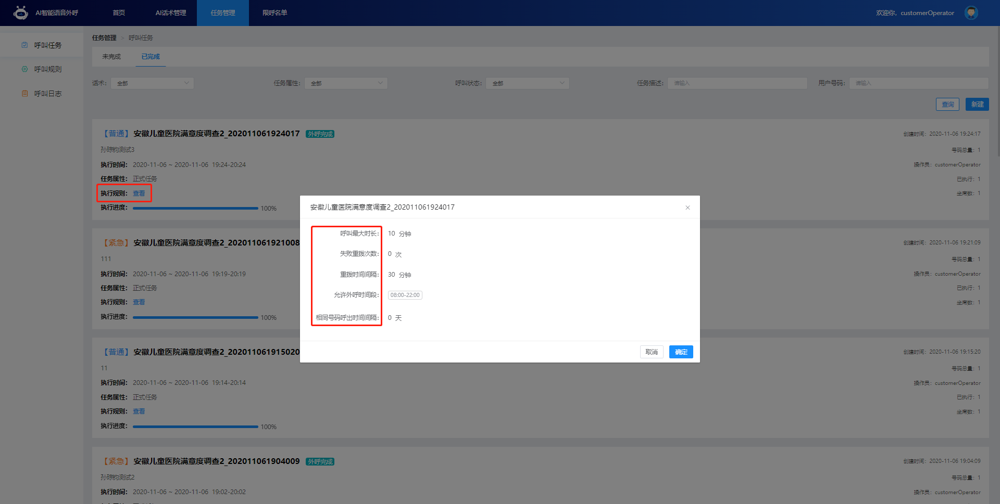 AI智能语音外呼 首页 AI话术管理 任务管理 限呼名单 欢迎你，customerOperator
呼叫任务
呼叫规则
呼叫日志
任务管理 > 呼叫任务
未完成 已完成
话术： 全部 任务属性： 全部 呼叫状态： 全部 任务描述： 请输入 用户号码： 请输入
查询 新建
【普通】 安徽儿童医院满意度调查2_202011061924017 外呼完成 创建时间：2020-11-06 19:24:17
孙琮钧测试3 号码总量：1
执行时间： 2020-11-06 ~ 2020-11-06 19:24-20:24 操作员：customerOperator
任务属性： 正式任务 已执行：1
执行规则： 查看 坐席数：1
执行进度： 100%
【紧急】 安徽儿童医院满意度调查2_202011061921008 创建时间：2020-11-06 19:21:09
111 号码总量：1
执行时间： 2020-11-06 ~ 2020-11-06 19:19-20:19 操作员：customerOperator
任务属性： 正式任务 已执行：1
执行规则： 查看 坐席数：1
执行进度： 100%
【普通】 安徽儿童医院满意度调查2_202011061915020 创建时间：2020-11-06 19:15:20
11 号码总量：1
执行时间： 2020-11-06 ~ 2020-11-06 19:14-20:14 操作员：customerOperator
任务属性： 正式任务 已执行：1
执行规则： 查看 坐席数：1
执行进度： 100%
【紧急】 安徽儿童医院满意度调查2_202011061904009 外呼完成 创建时间：2020-11-06 19:04:09
孙琮钧测试2 号码总量：1
执行时间： 2020-11-06 ~ 2020-11-06 19:02-20:02 操作员：customerOperator
安徽儿童医院满意度调查2_202011061924017 ×
呼叫最大时长： 10 分钟
失败重拨次数： 0 次
重拨时间间隔： 30 分钟
允许外呼时间段： 08:00-22:00
相同号码呼出时间间隔： 0 天
取消 确定